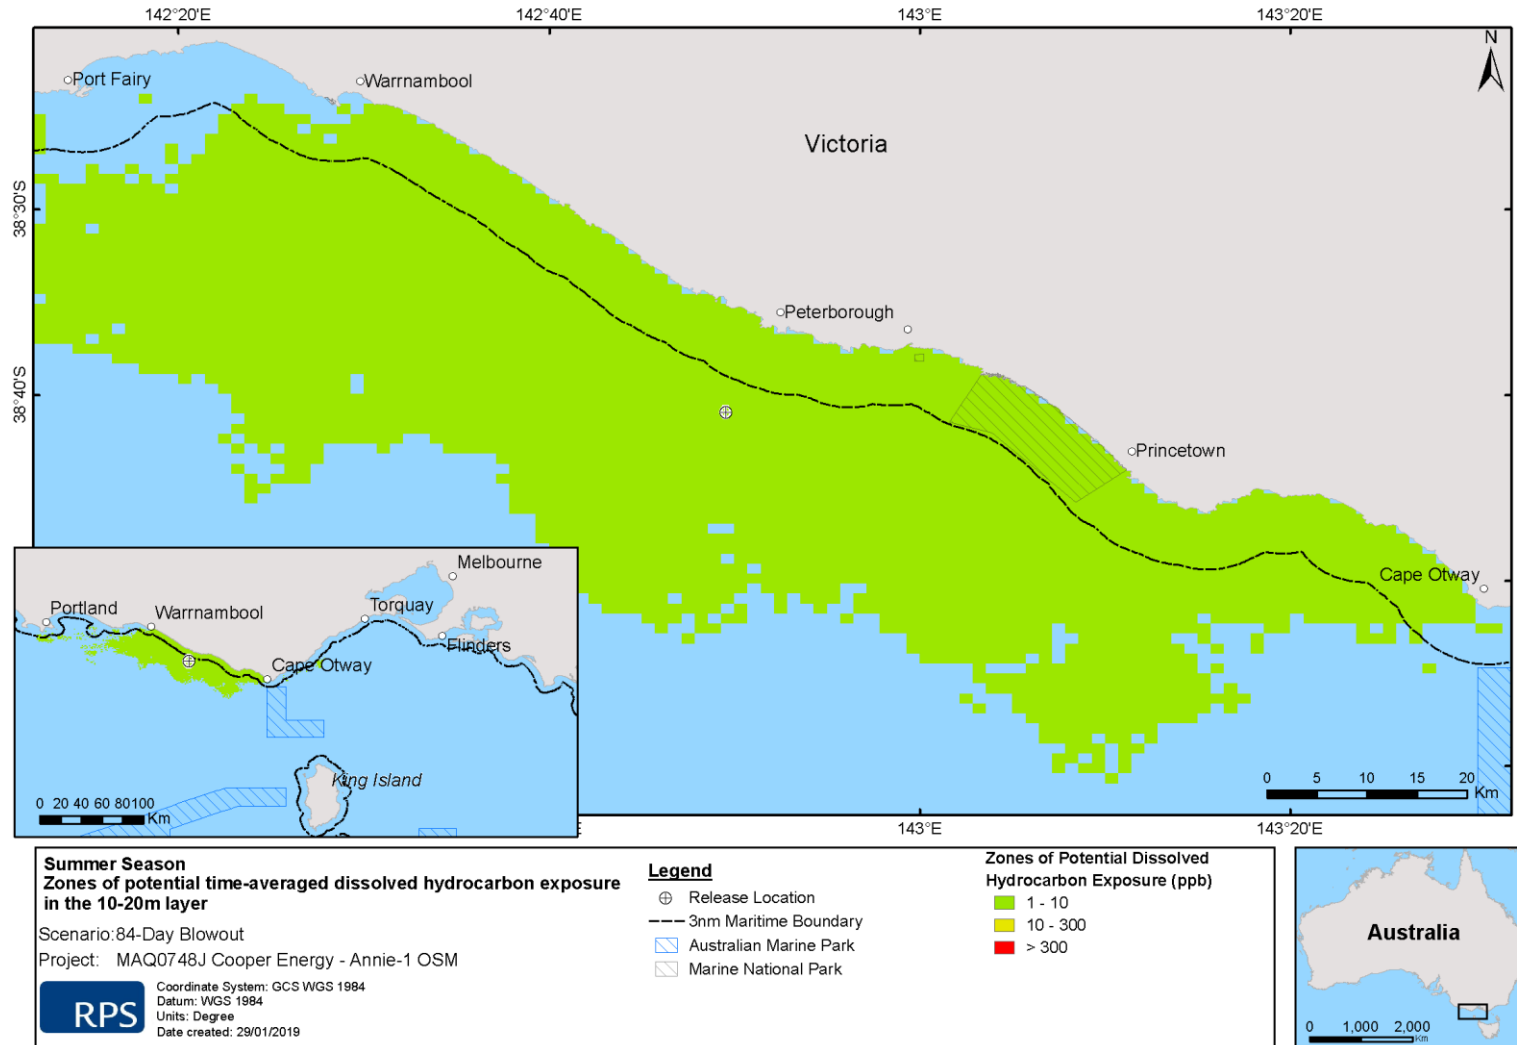 142°20'E 142°40'E 143°E 143°20'E
N
Port Fairy
Warrnambool
Victoria
38°30'S
Peterborough
38°40'S
Princetown
Cape Otway
Melbourne
Portland
Warrnambool
Torquay
Flinders
Cape Otway
King Island
0 20 40 60 80100
Km
0 5 10 15 20
Km
143°E 143°20'E
Summer Season
Zones of potential time-averaged dissolved hydrocarbon exposure
in the 10-20m layer
Scenario:84-Day Blowout
Project: MAQ0748J Cooper Energy - Annie-1 OSM
RPS
Coordinate System: GCS WGS 1984
Datum: WGS 1984
Units: Degree
Date created: 29/01/2019
Legend
Release Location
3nm Maritime Boundary
Australian Marine Park
Marine National Park
Zones of Potential Dissolved
Hydrocarbon Exposure (ppb)
1 - 10
10 - 300
> 300
Australia
0 1,000 2,000
Km